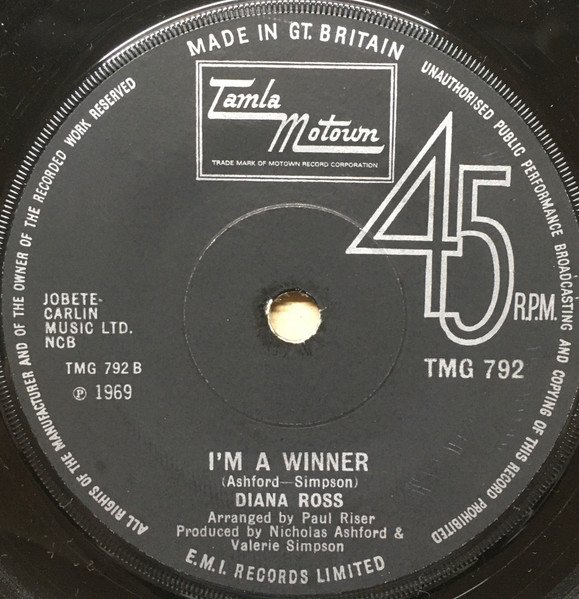 MADE IN GT. BRITAIN
UNAUTHORISED PUBLIC PERFORMANCE BROADCASTING AND COPYING OF THIS RECORD PROHIBITED
ALL RIGHTS OF THE MANUFACTURER AND OF THE OWNER OF THE RECORDED WORK RESERVED
Tamla
Motown
TRADE MARK OF MOTOWN RECORD CORPORATION
45
R.P.M.
JOBETE-
CARLIN
MUSIC LTD.
NCB
TMG 792 B
℗ 1969
TMG 792
I'M A WINNER
(Ashford—Simpson)
DIANA ROSS
Arranged by Paul Riser
Produced by Nicholas Ashford &
Valerie Simpson
E.M.I. RECORDS LIMITED